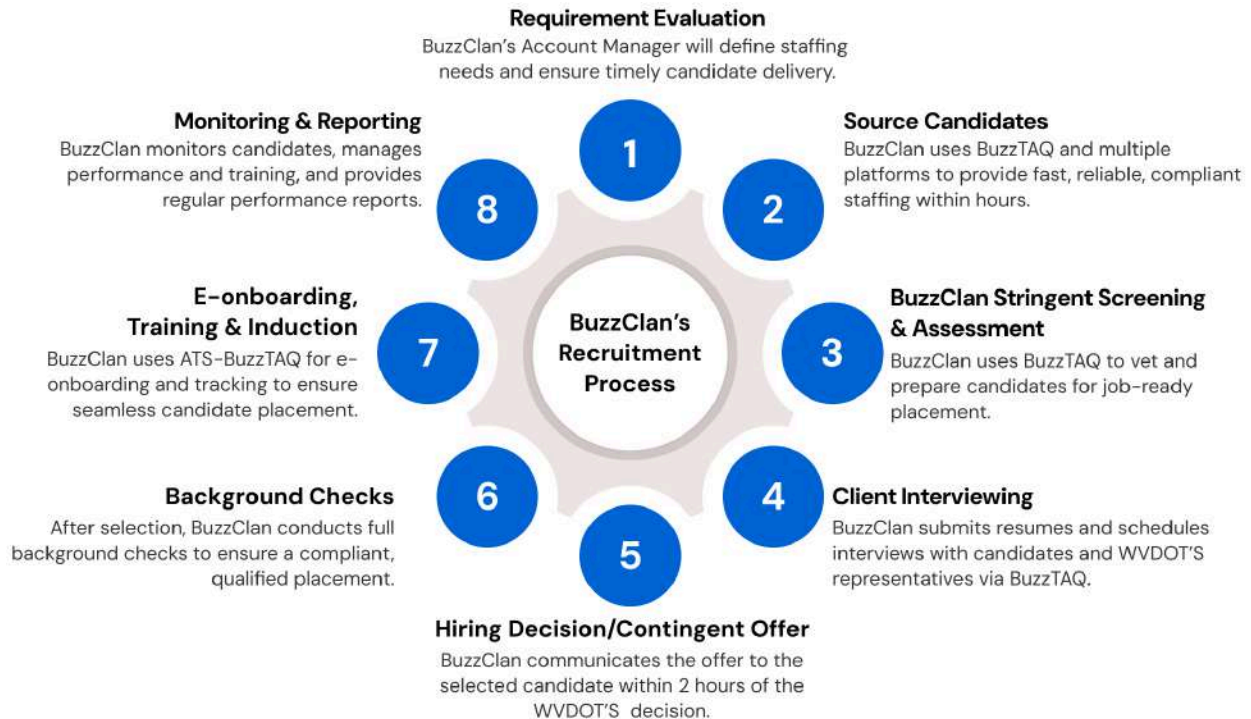 Requirement Evaluation
BuzzClan's Account Manager will define staffing
needs and ensure timely candidate delivery.
1
Source Candidates
BuzzClan uses BuzzTAQ and multiple
platforms to provide fast, reliable, compliant
staffing within hours.
2
BuzzClan Stringent Screening
& Assessment
BuzzClan uses BuzzTAQ to vet and
prepare candidates for job-ready
placement.
3
Client Interviewing
BuzzClan submits resumes and schedules
interviews with candidates and WVDOT'S
representatives via BuzzTAQ.
4
5
Hiring Decision/Contingent Offer
BuzzClan communicates the offer to the
selected candidate within 2 hours of the
WVDOT'S decision.
Background Checks
After selection, BuzzClan conducts full
background checks to ensure a compliant,
qualified placement.
6
E-onboarding,
Training & Induction
BuzzClan uses ATS-BuzzTAQ for e-
onboarding and tracking to ensure
seamless candidate placement.
7
Monitoring & Reporting
BuzzClan monitors candidates, manages
performance and training, and provides
regular performance reports.
8
BuzzClan's
Recruitment
Process